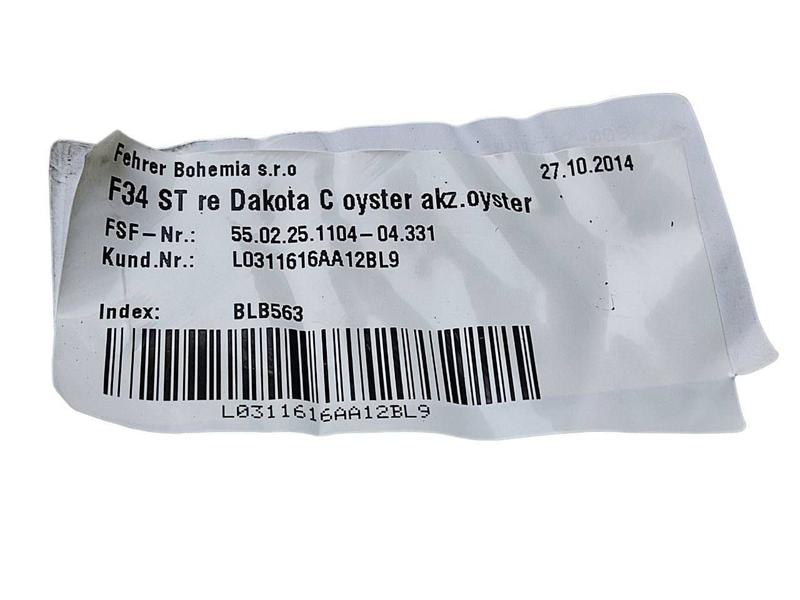 Fehrer Bohemia s.r.o 27.10.2014
F34 ST re Dakota C oyster akz.oyster
FSF-Nr.: 55.02.25.1104-04.331
Kund.Nr.: L0311616AA12BL9
Index: BLB563
L0311616AA12BL9